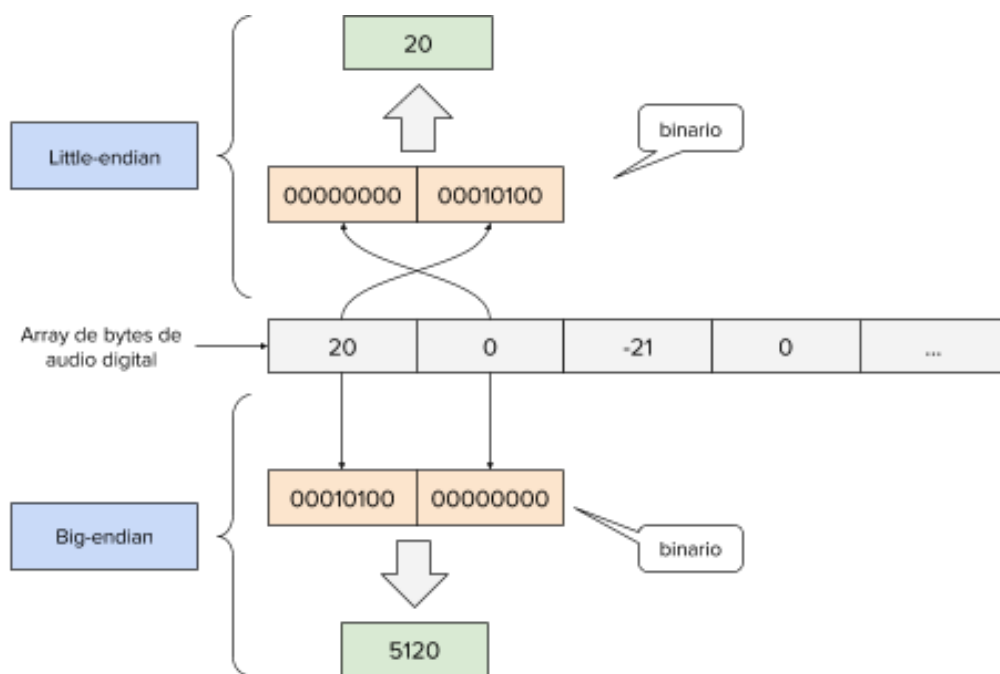 20
binario
Little-endian
00000000 00010100
Array de bytes de
audio digital
20 0 -21 0 ...
00010100 00000000
Big-endian
binario
5120